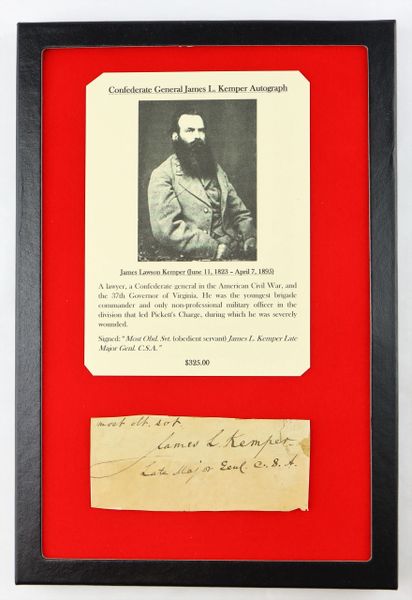 Confederate General James L. Kemper Autograph
James Lawson Kemper (June 11, 1823 – April 7, 1895)
A lawyer, a Confederate general in the American Civil War, and
the 37th Governor of Virginia. He was the youngest brigade
commander and only non-professional military officer in the
division that led Pickett's Charge, during which he was severely
wounded.
Signed: "Most Obd. Svt. (obedient servant) James L. Kemper Late
Major Genl. C.S.A."
$325.00
most obt. svt.
James L. Kemper
Late Major Genl. C. S. A.